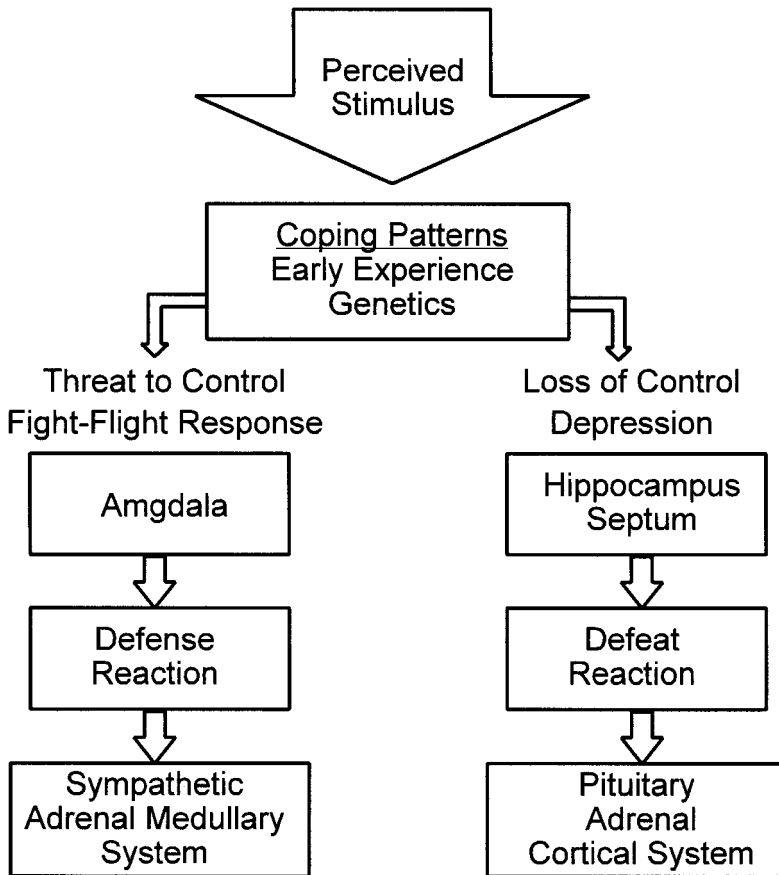 Perceived
Stimulus
Coping Patterns
Early Experience
Genetics
Threat to Control
Fight-Flight Response
Amgdala
Defense
Reaction
Sympathetic
Adrenal Medullary
System
Loss of Control
Depression
Hippocampus
Septum
Defeat
Reaction
Pituitary
Adrenal
Cortical System